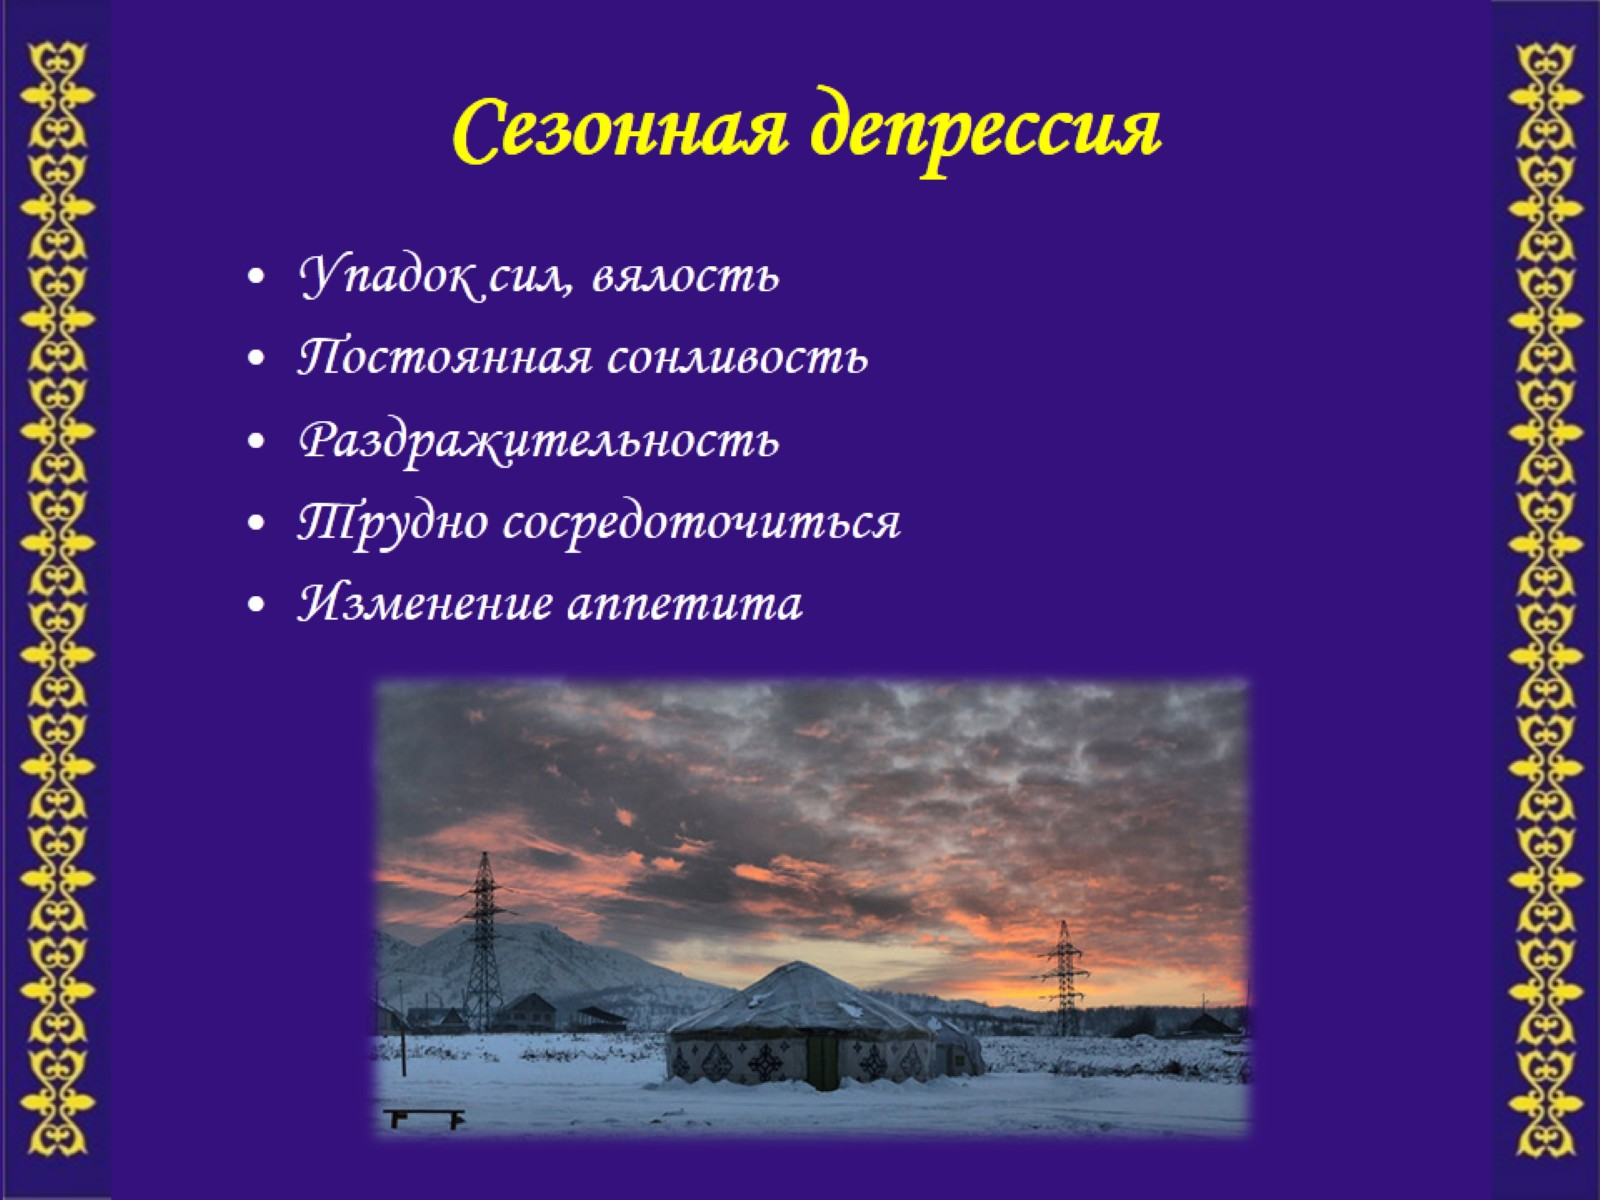 Сезонная депрессия
• Упадок сил, вялость
• Постоянная сонливость
• Раздражительность
• Трудно сосредоточиться
• Изменение аппетита